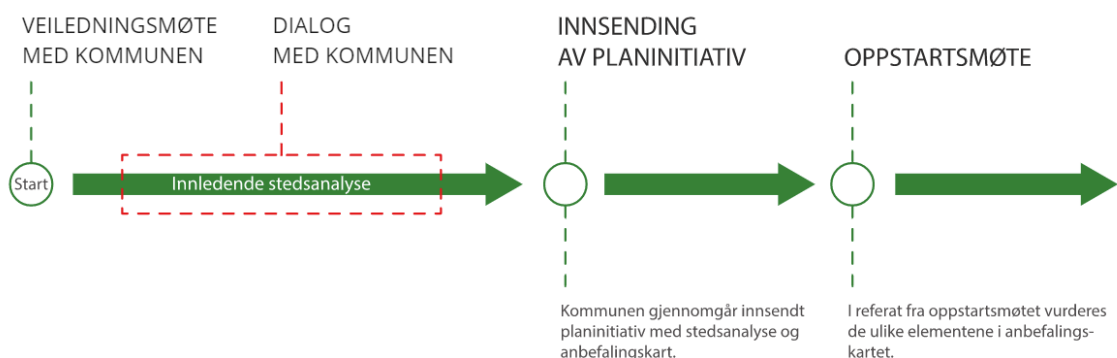 VEILEDNINGSMØTE
MED KOMMUNEN
DIALOG
MED KOMMUNEN
INNSENDING
AV PLANINITIATIV
OPPSTARTSMØTE
Start
Innledende stedsanalyse
Kommunen gjennomgår innsendt
planinitiativ med stedsanalyse og
anbefalingskart.
I referat fra oppstartsmøtet vurderes
de ulike elementene i anbefalings-
kartet.